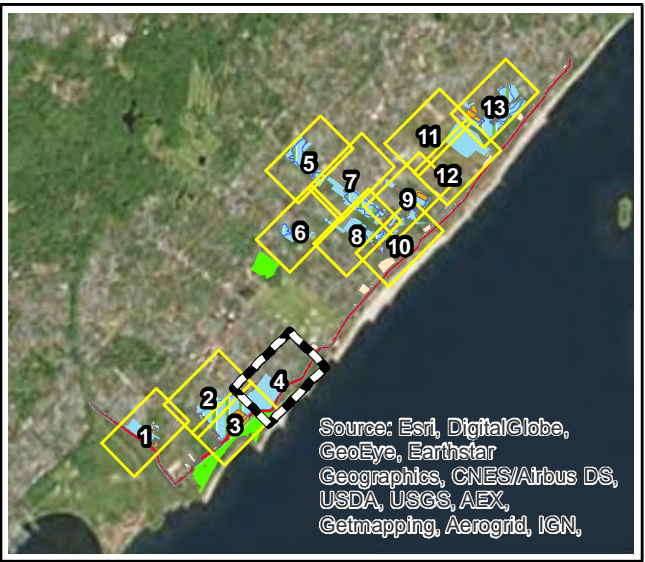 13
11
5
12
7
9
6
8
10
4
2
3
1
Source: Esri, DigitalGlobe,
GeoEye, Earthstar
Geographics, CNES/Airbus DS,
USDA, USGS, AEX,
Getmapping, Aerogrid, IGN,